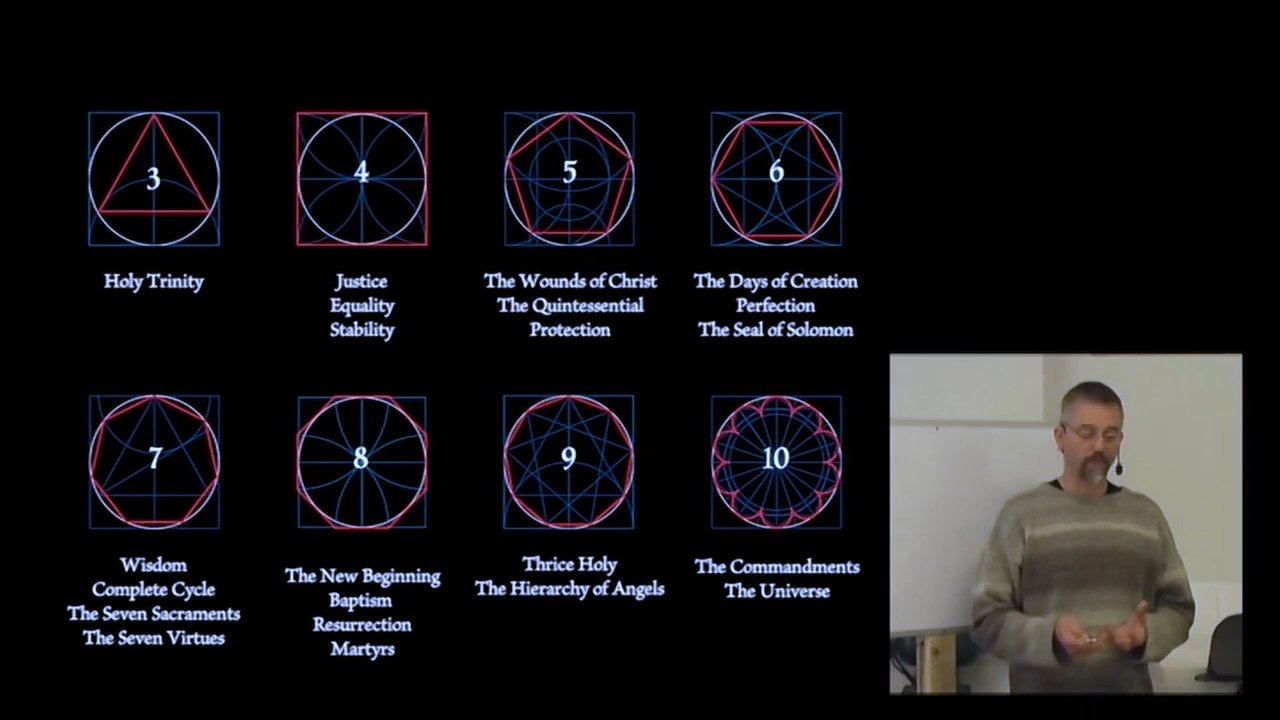 3
Holy Trinity
4
Justice
Equality
Stability
5
The Wounds of Christ
The Quintessential
Protection
6
The Days of Creation
Perfection
The Seal of Solomon
7
Wisdom
Complete Cycle
The Seven Sacraments
The Seven Virtues
8
The New Beginning
Baptism
Resurrection
Martyrs
9
Thrice Holy
The Hierarchy of Angels
10
The Commandments
The Universe